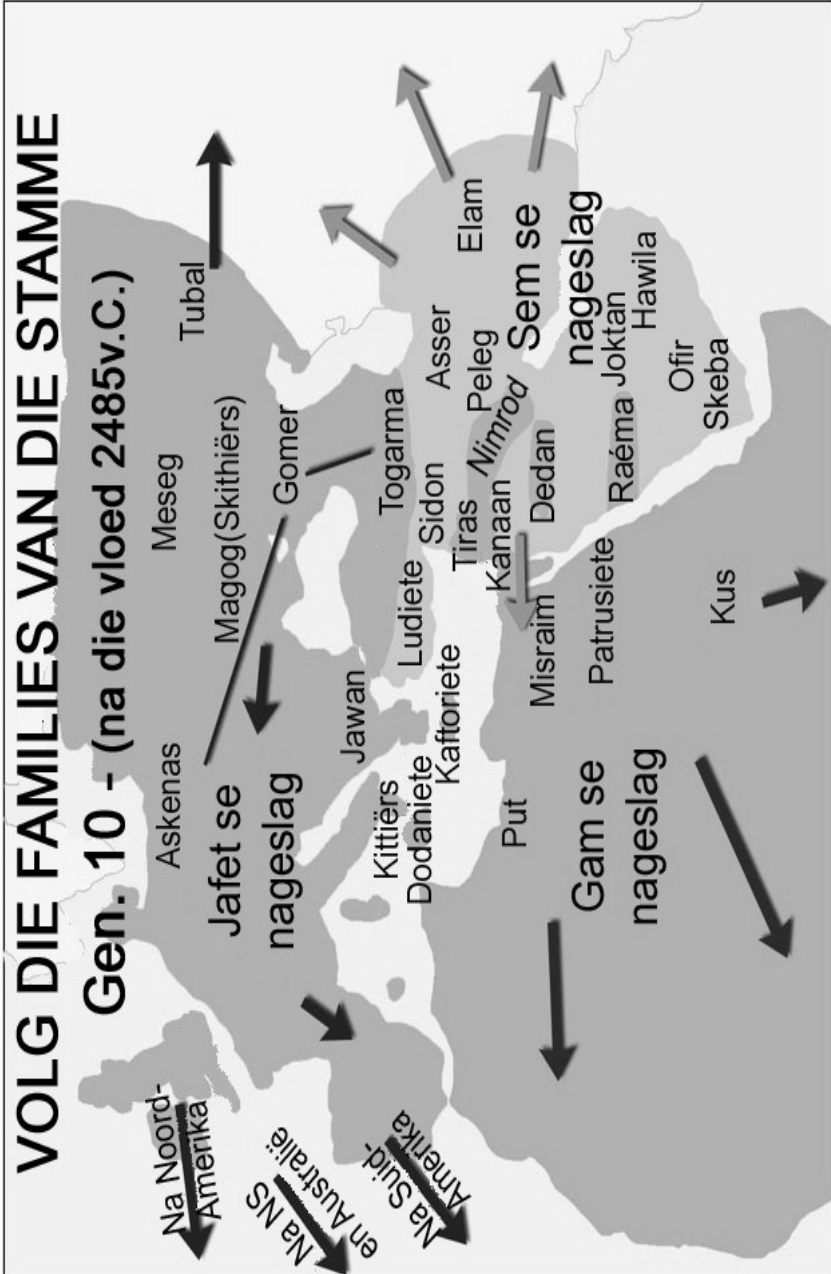 VOLG DIE FAMILIES VAN DIE STAMME
Gen. 10 - (na die vloed 2485v.C.)
Na Noord-
Amerika
Na NS
en Australië
Na Suid-
Amerika
Askenas
Meseg
Tubal
Magog(Skithiërs)
Jafet se
nageslag
Gomer
Jawan
Togarma
Kittiërs
Dodaniete
Kaftoriete
Ludiete
Sidon
Asser
Elam
Tiras
Peleg
Kanaan
Nimrod
Sem se
nageslag
Put
Misraim
Dedan
Gam se
nageslag
Patrusiete
Raéma
Joktan
Hawila
Ofir
Skeba
Kus